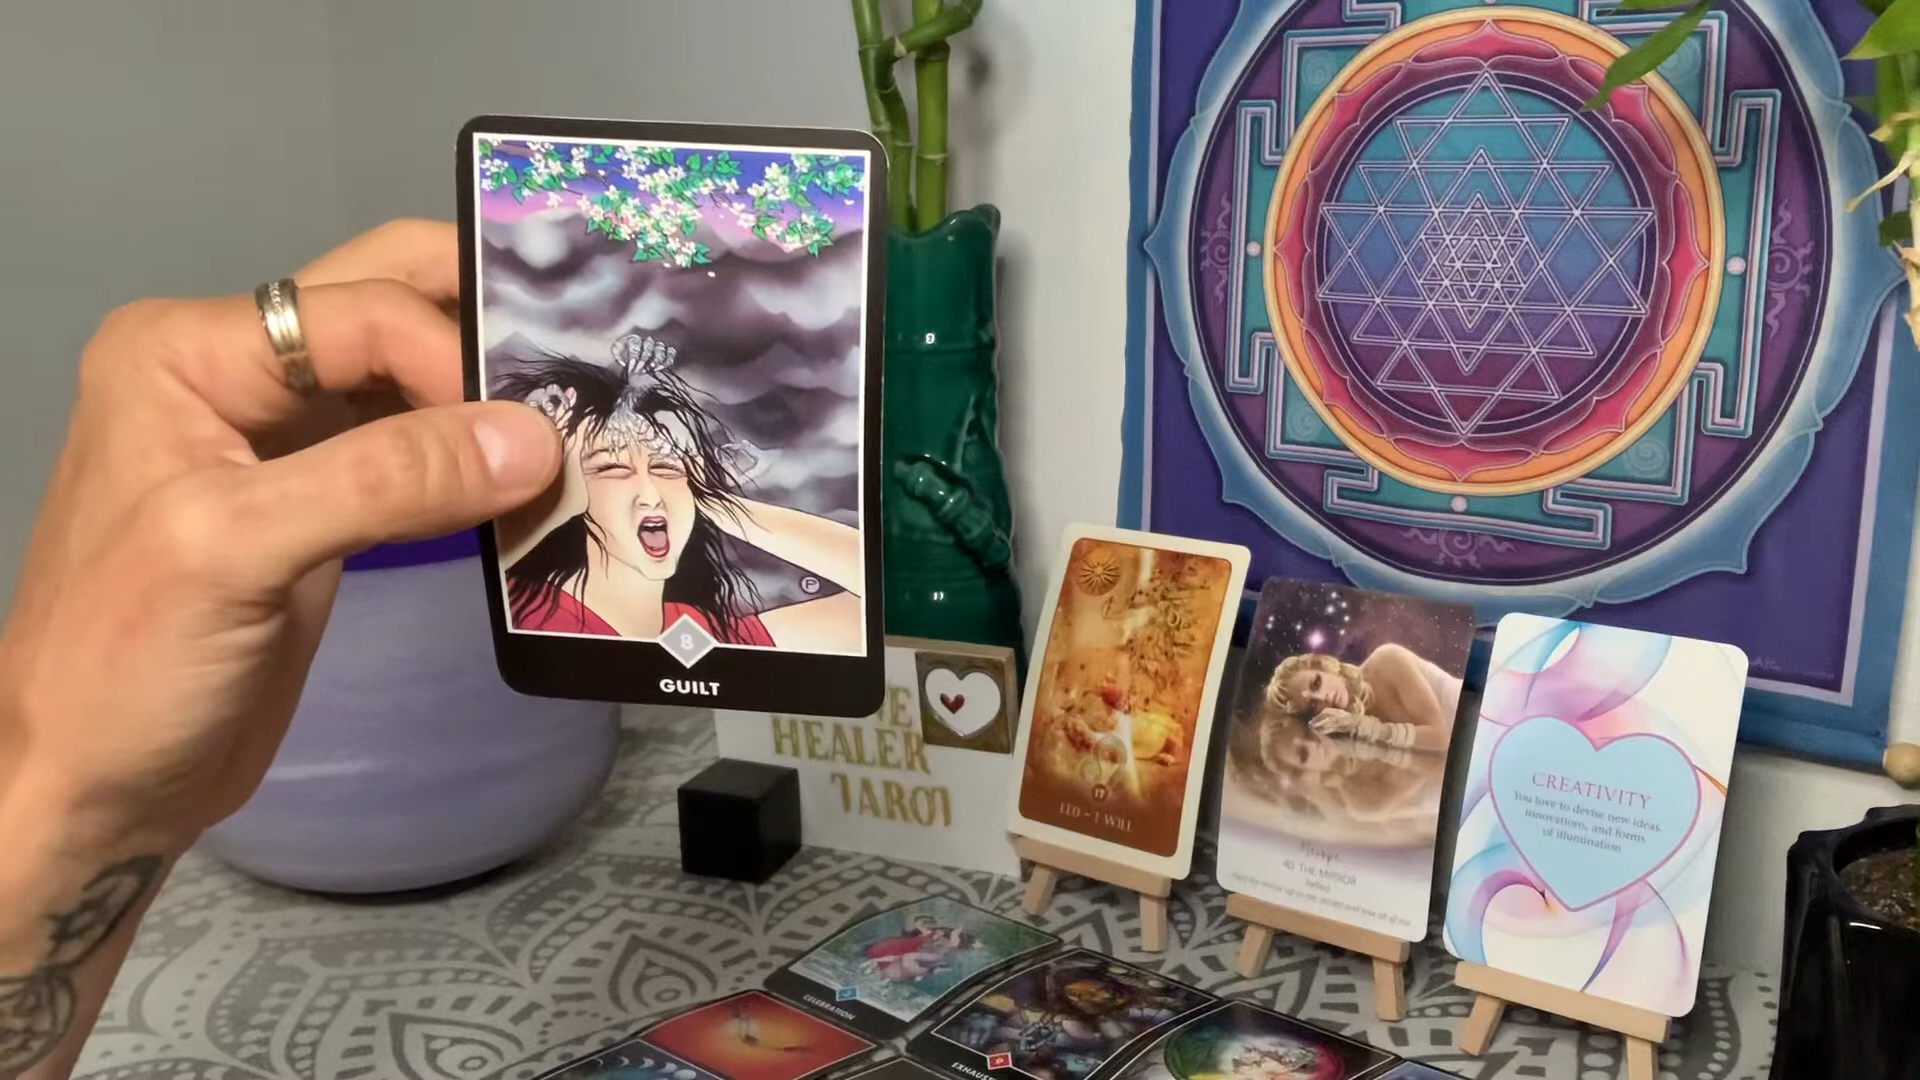 8
GUILT
HEALER
TAROT
17
LEO - I WILL
40. THE MIRROR
CREATIVITY
You love to devise new ideas,
innovations, and forms
of illumination
CELEBRATION